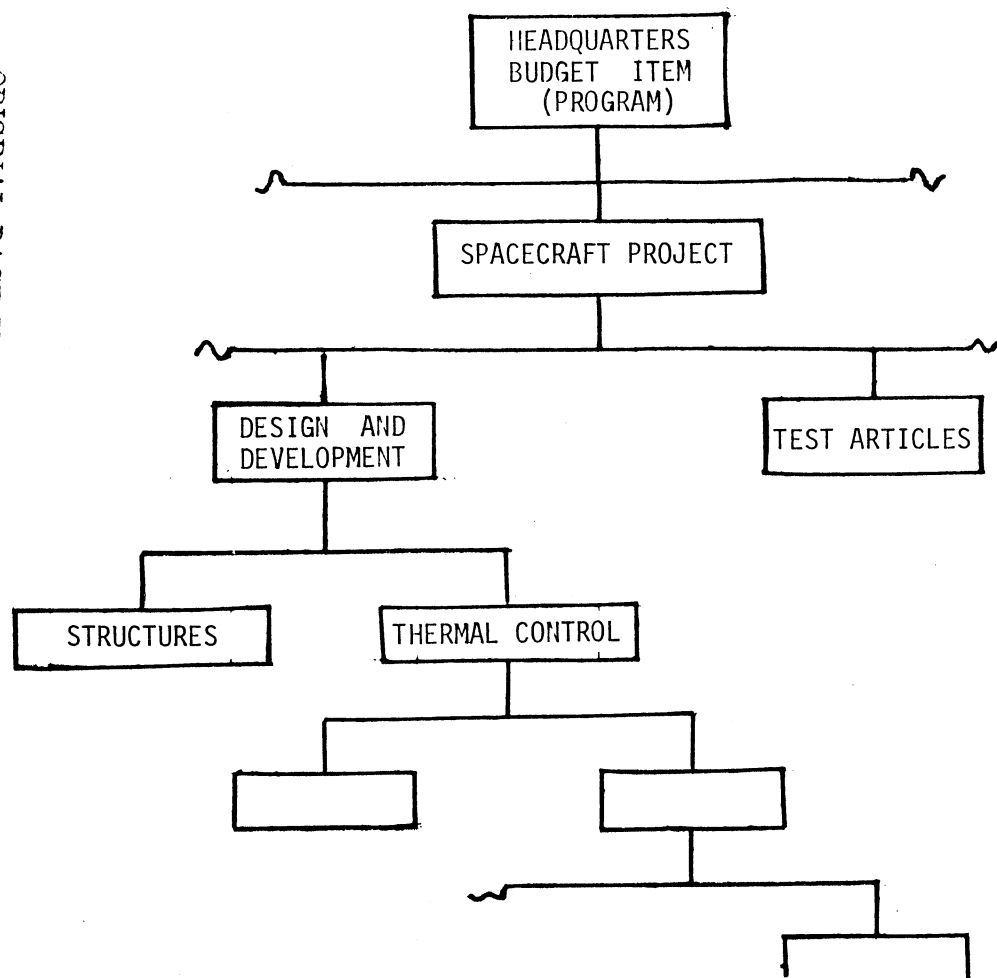 HEADQUARTERS
BUDGET ITEM
(PROGRAM)
SPACECRAFT PROJECT
DESIGN AND
DEVELOPMENT
TEST ARTICLES
STRUCTURES
THERMAL CONTROL